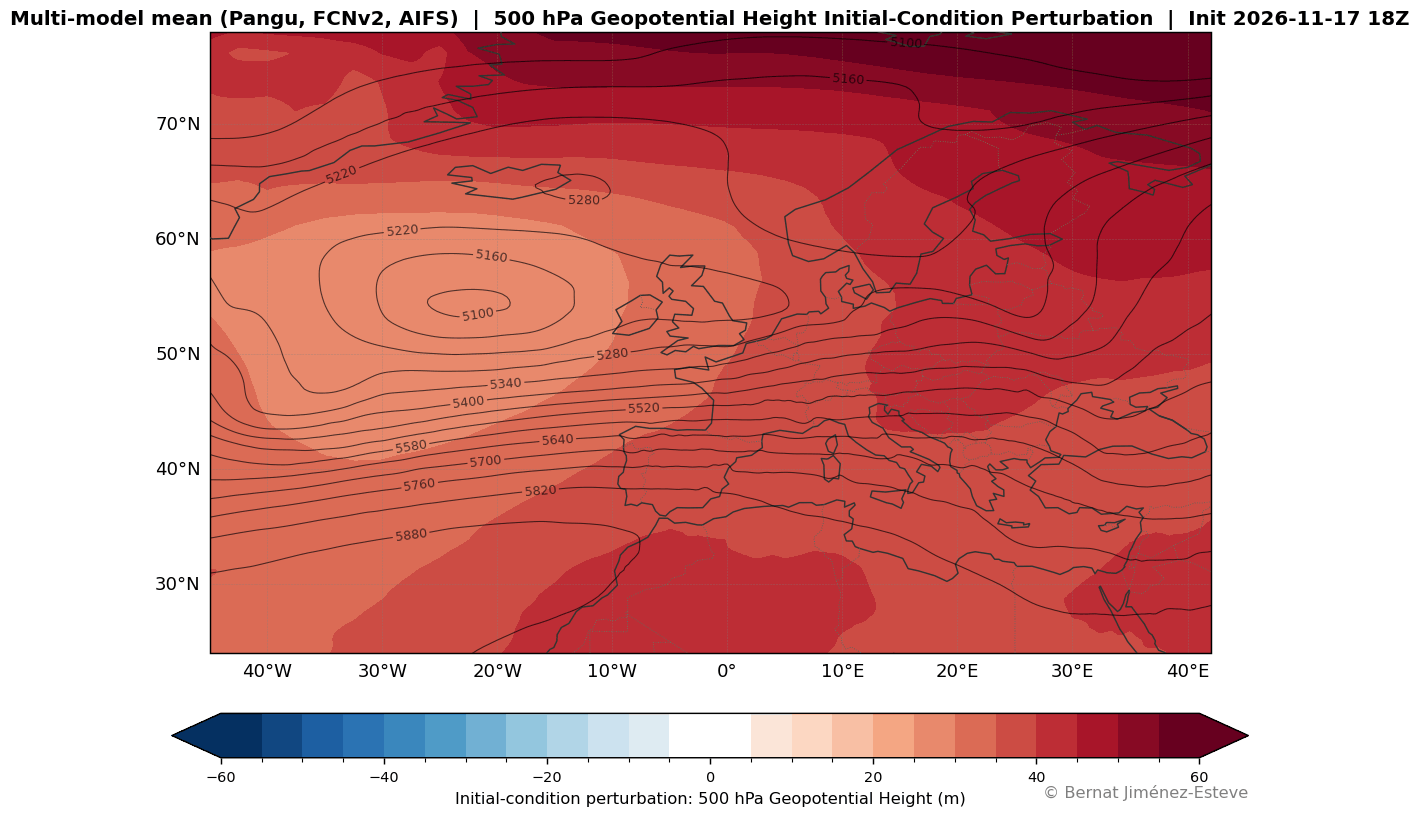 Multi-model mean (Pangu, FCNv2, AIFS) | 500 hPa Geopotential Height Initial-Condition Perturbation | Init 2026-11-17 18Z
5100
5160
70°N
5220
5280
60°N
5220
5160
5100
50°N
5280
5340
5400
5520
5580
5640
40°N
5700
5760
5820
5880
30°N
40°W 30°W 20°W 10°W 0° 10°E 20°E 30°E 40°E
−60 −40 −20 0 20 40 60
Initial-condition perturbation: 500 hPa Geopotential Height (m)
© Bernat Jiménez-Esteve